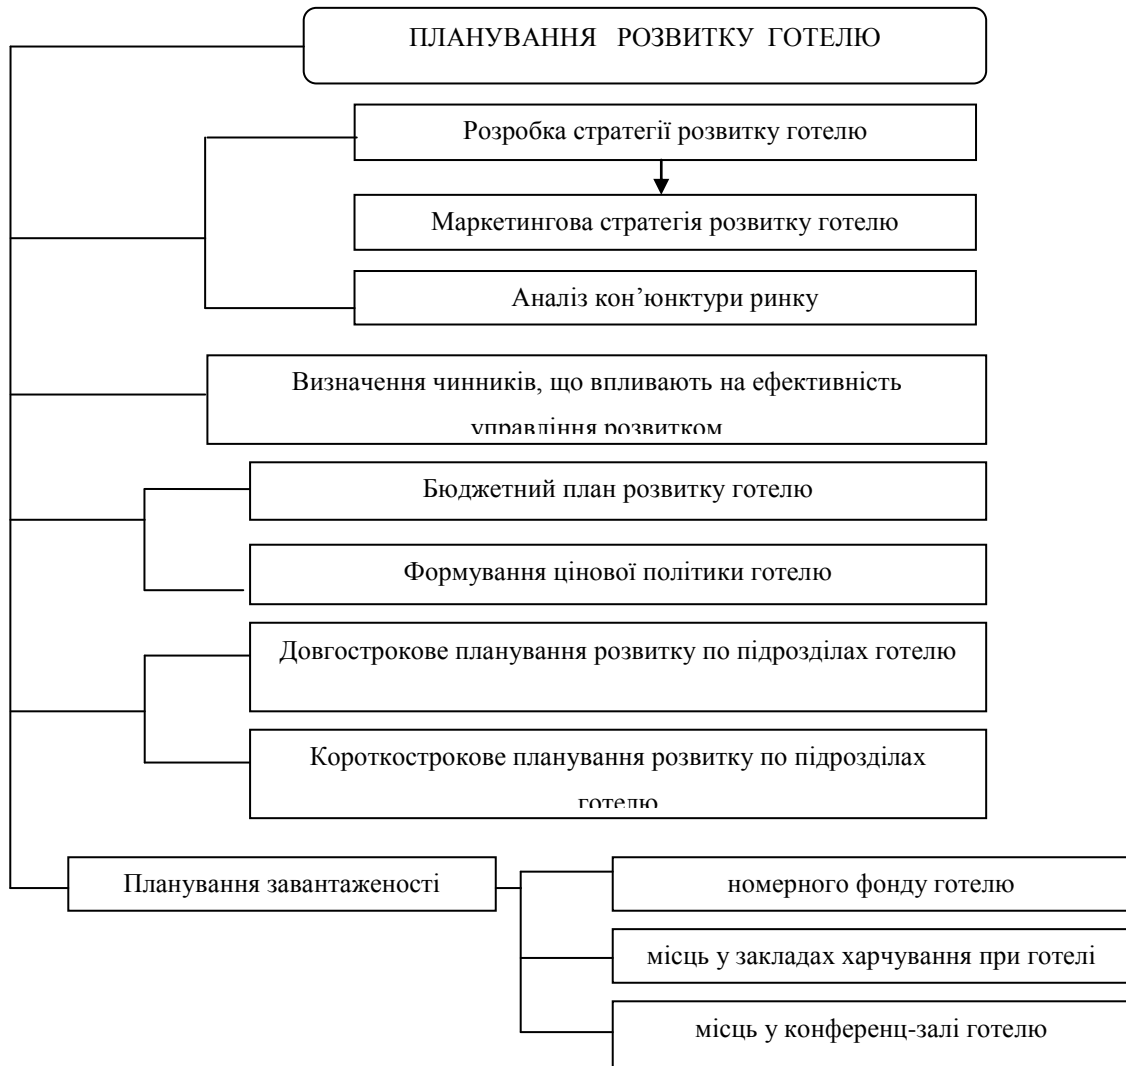 ПЛАНУВАННЯ РОЗВИТКУ ГОТЕЛЮ
Розробка стратегії розвитку готелю
Маркетингова стратегія розвитку готелю
Аналіз кон’юнктури ринку
Визначення чинників, що впливають на ефективність
управління розвитком
Бюджетний план розвитку готелю
Формування цінової політики готелю
Довгострокове планування розвитку по підрозділах готелю
Короткострокове планування розвитку по підрозділах
готелю
Планування завантаженості
номерного фонду готелю
місць у закладах харчування при готелі
місць у конференц-залі готелю